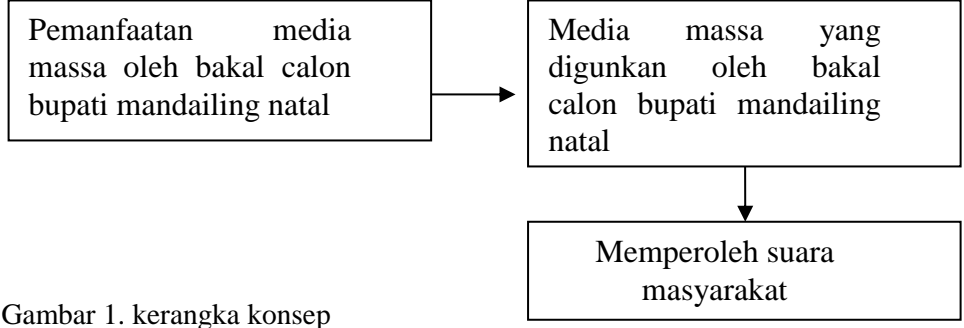 Pemanfaatan media
massa oleh bakal calon
bupati mandailing natal
Media massa yang
digunkan oleh bakal
calon bupati mandailing
natal
Memperoleh suara
masyarakat
Gambar 1. kerangka konsep